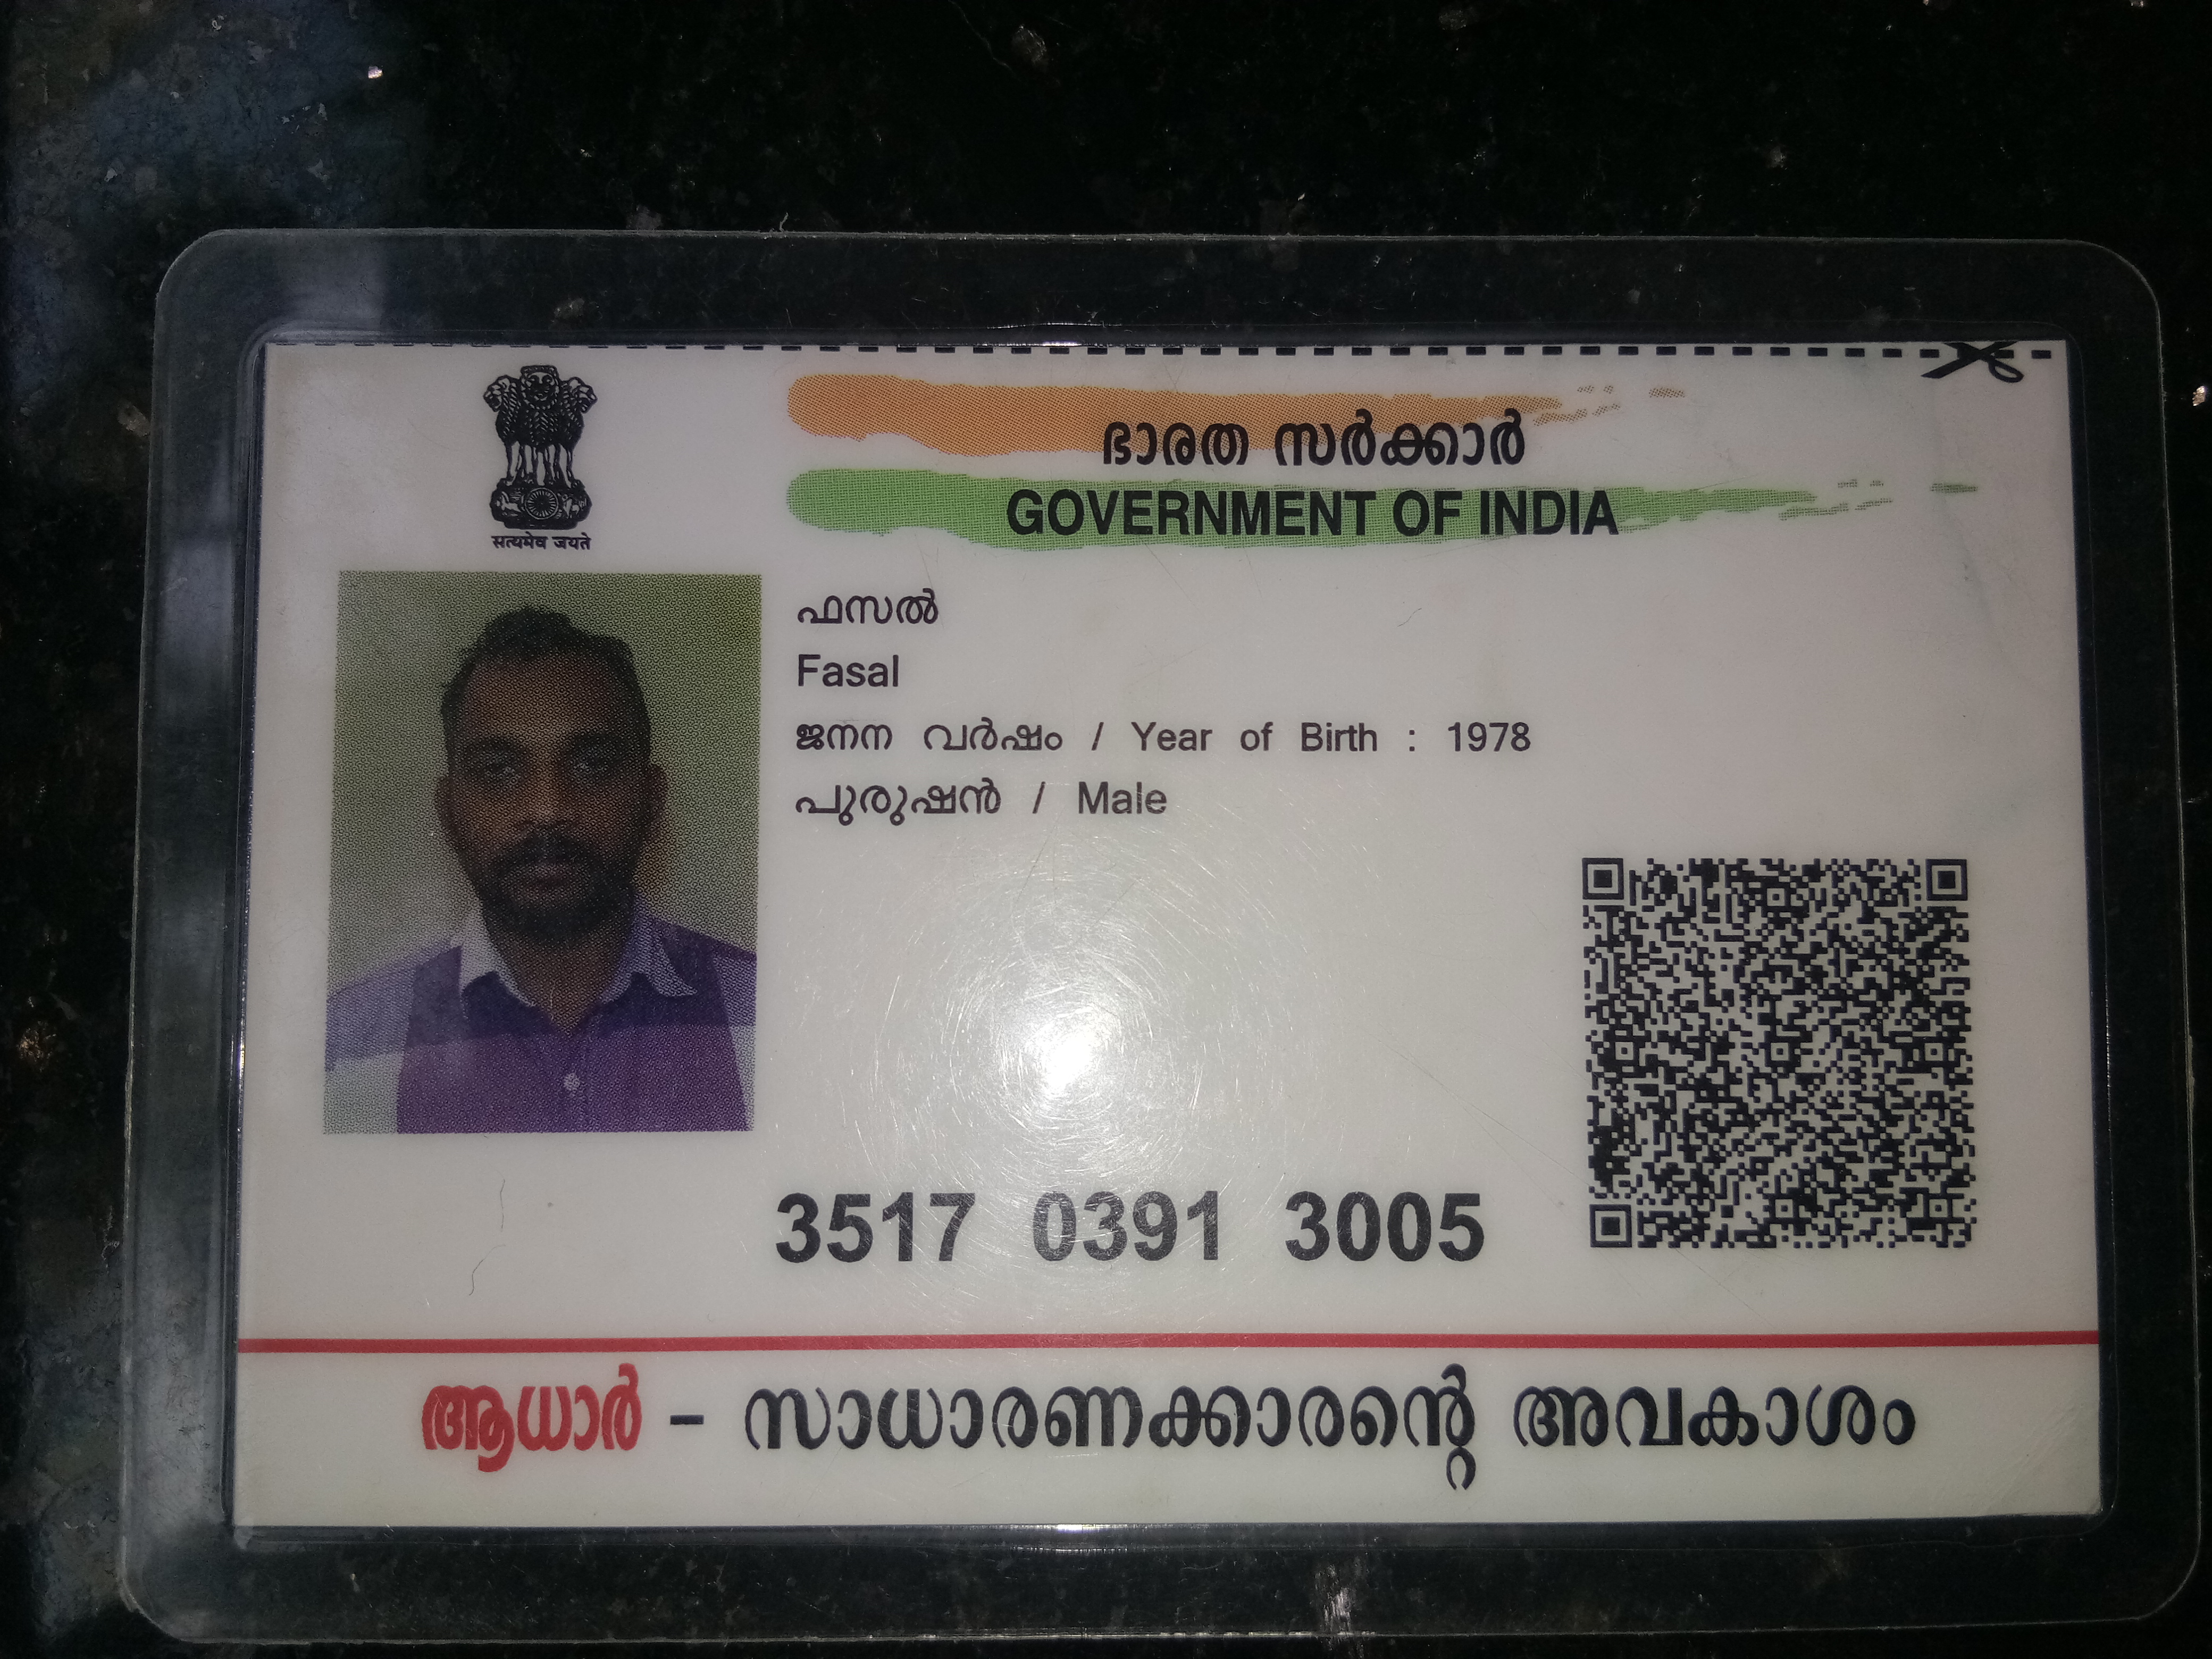 सत्यमेव जयते
ഭാരത സർക്കാർ
GOVERNMENT OF INDIA
ഫസൽ
Fasal
ജനന വർഷം / Year of Birth : 1978
പുരുഷൻ / Male
3517 0391 3005
ആധാർ - സാധാരണക്കാരന്റെ അവകാശം